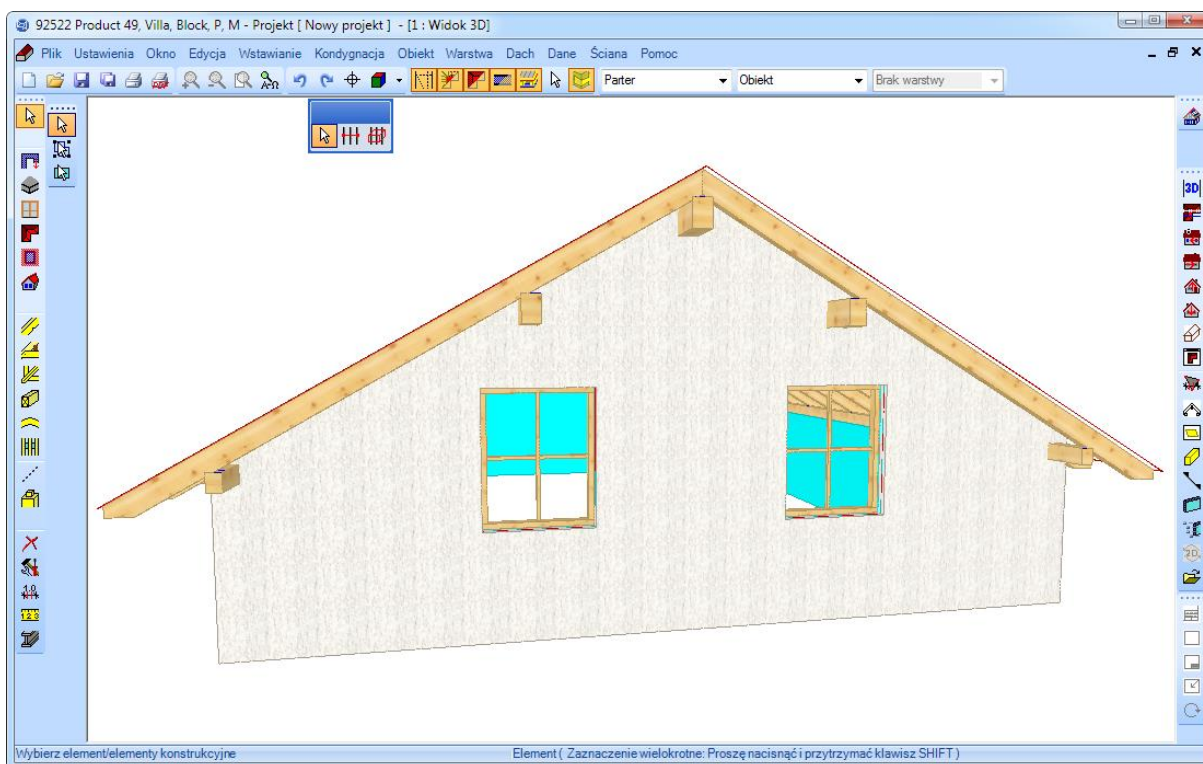 92522 Product 49, Villa, Block, P, M - Projekt [ Nowy projekt ] - [1 : Widok 3D]
Plik Ustawienia Okno Edycja Wstawianie Kondygnacja Obiekt Warstwa Dach Dane Ściana Pomoc
Parter Obiekt Brak warstwy
3D
Wybierz element/elementy konstrukcyjne Element ( Zaznaczenie wielokrotne: Proszę nacisnąć i przytrzymać klawisz SHIFT )